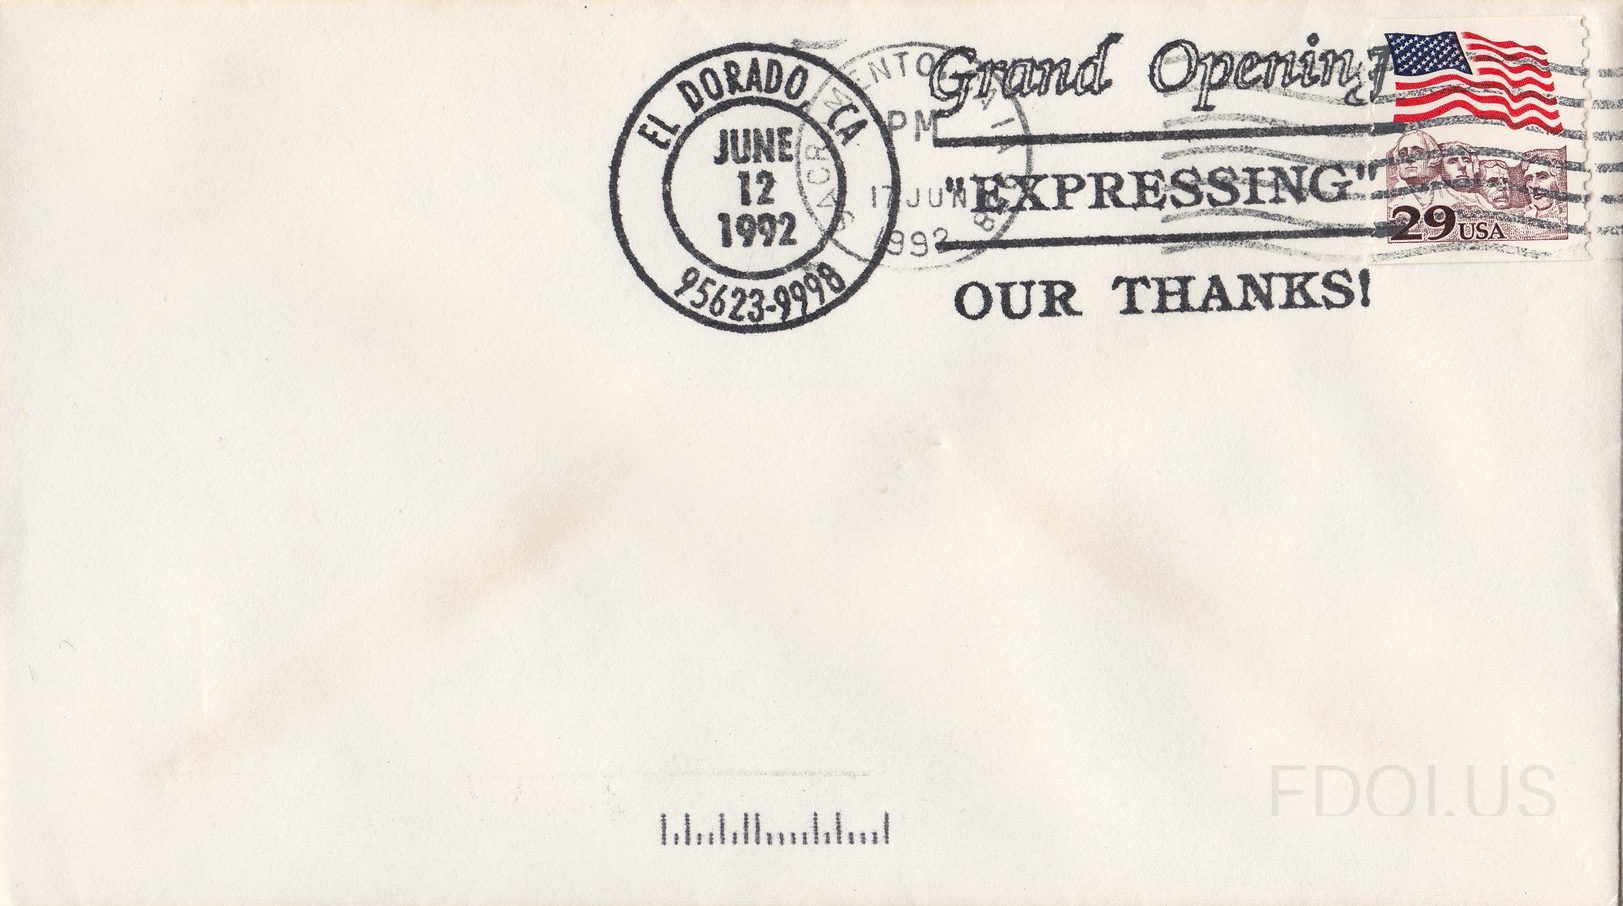 EL DORADO, CA
JUNE
12
1992
95623-9998
SACRAMENTO
PM
17 JUN
1992
Grand Opening
"EXPRESSING"
OUR THANKS!
29 USA
FDOI.US